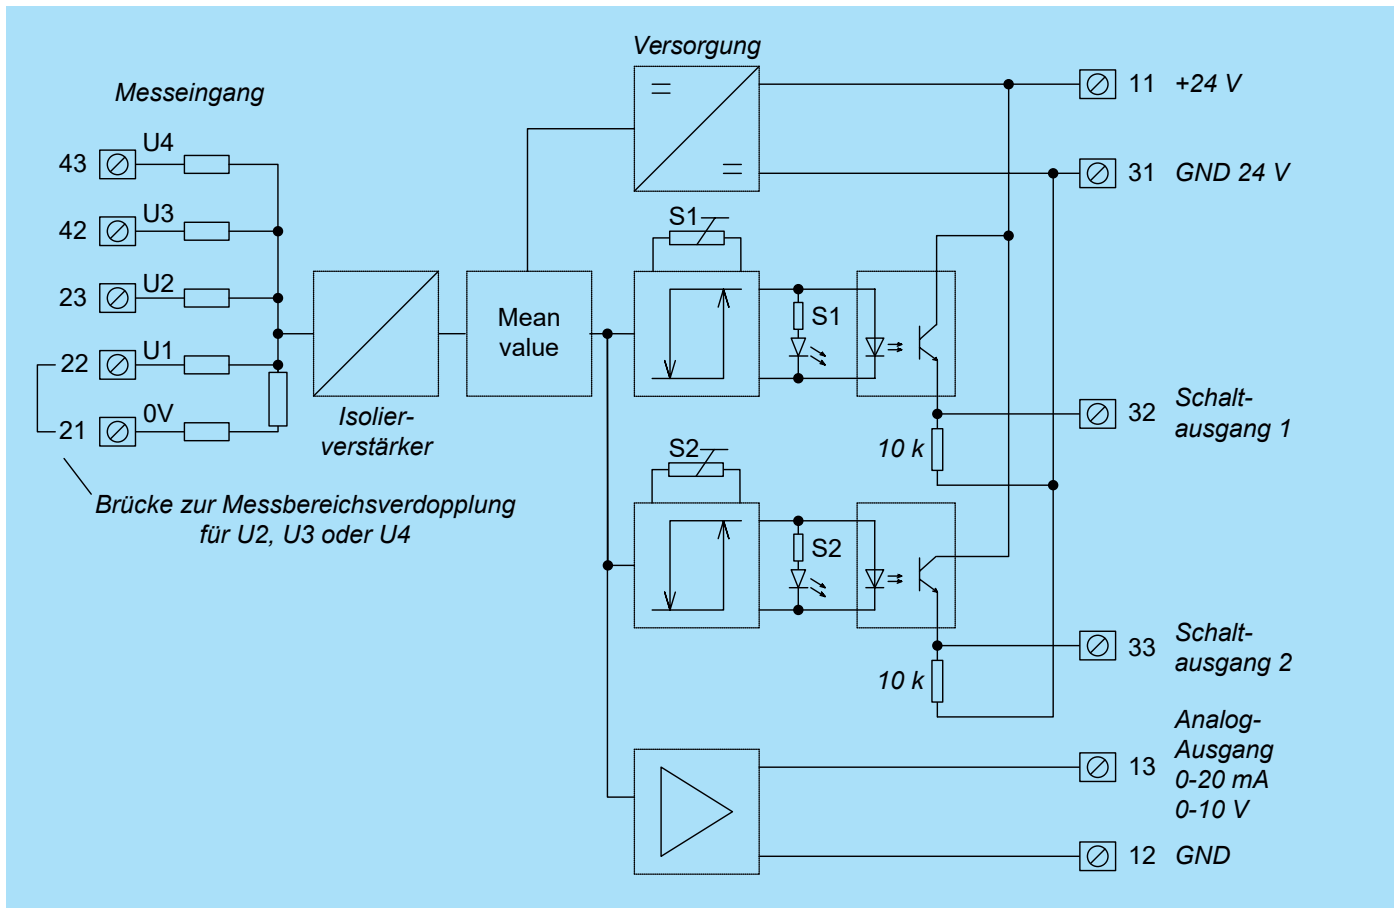 Versorgung
Messeingang
43 U4
42 U3
23 U2
22 U1
21 0V
Brücke zur Messbereichsverdopplung
für U2, U3 oder U4
Isolier-
verstärker
Mean
value
S1
S1
10 k
S2
S2
10 k
11 +24 V
31 GND 24 V
32 Schalt-
ausgang 1
33 Schalt-
ausgang 2
Analog-
Ausgang
13 0-20 mA
0-10 V
12 GND